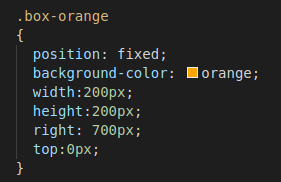 .box-orange
{
position: fixed;
background-color: orange;
width:200px;
height:200px;
right: 700px;
top:0px;
}